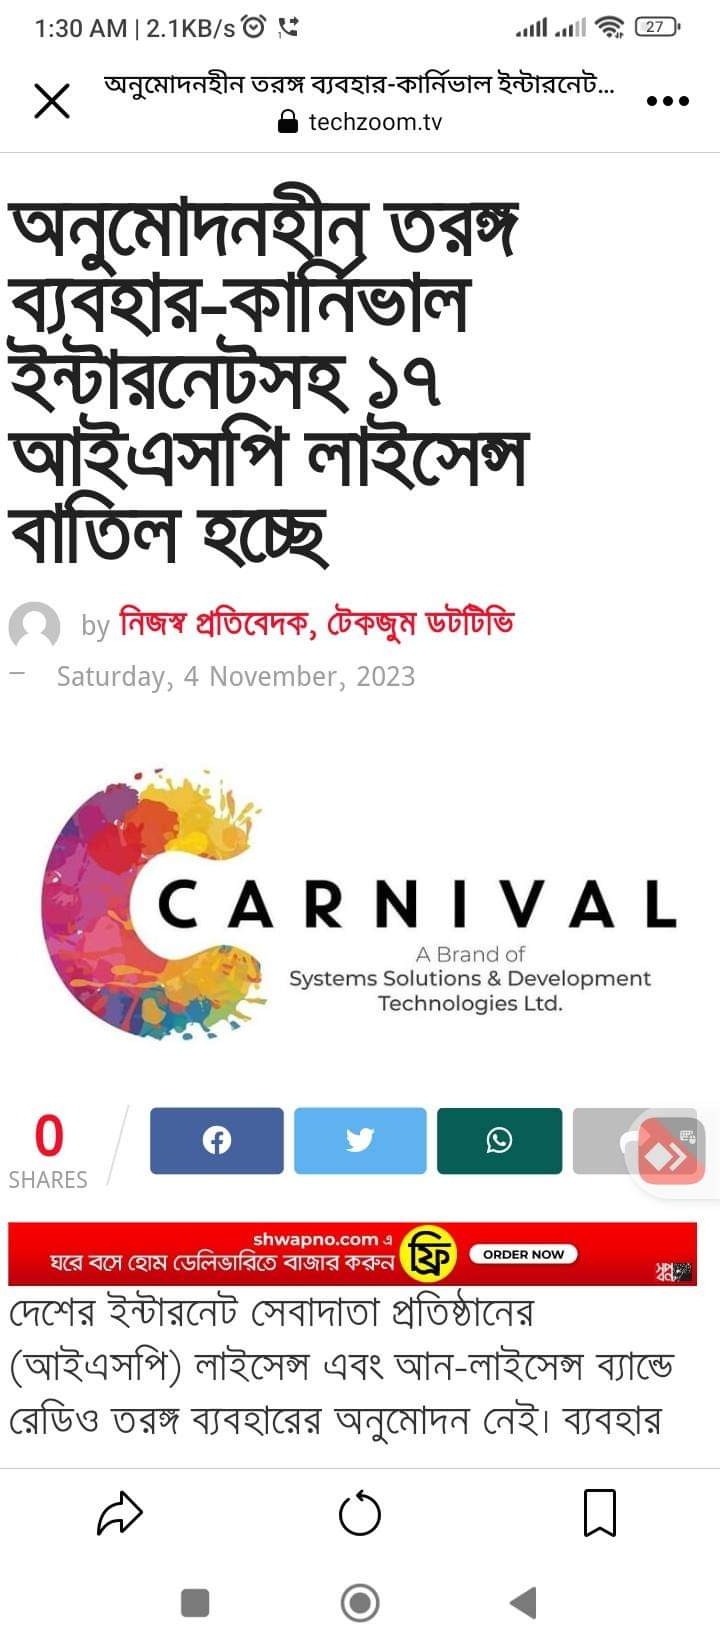 1:30 AM | 2.1KB/s
27
অনুমোদনহীন তরঙ্গ ব্যবহার-কার্নিভাল ইন্টারনেট...
techzoom.tv
অনুমোদনহীন তরঙ্গ
ব্যবহার-কার্নিভাল
ইন্টারনেটসহ ১৭
আইএসপি লাইসেন্স
বাতিল হচ্ছে
by নিজস্ব প্রতিবেদক, টেকজুম ডটটিভি
— Saturday, 4 November, 2023
CARNIVAL
A Brand of
Systems Solutions & Development
Technologies Ltd.
0
SHARES
shwapno.com এ
ঘরে বসে হোম ডেলিভারিতে বাজার করুন
ফ্রি
ORDER NOW
দেশের ইন্টারনেট সেবাদাতা প্রতিষ্ঠানের
(আইএসপি) লাইসেন্স এবং আন-লাইসেন্স ব্যান্ডে
রেডিও তরঙ্গ ব্যবহারের অনুমোদন নেই। ব্যবহার